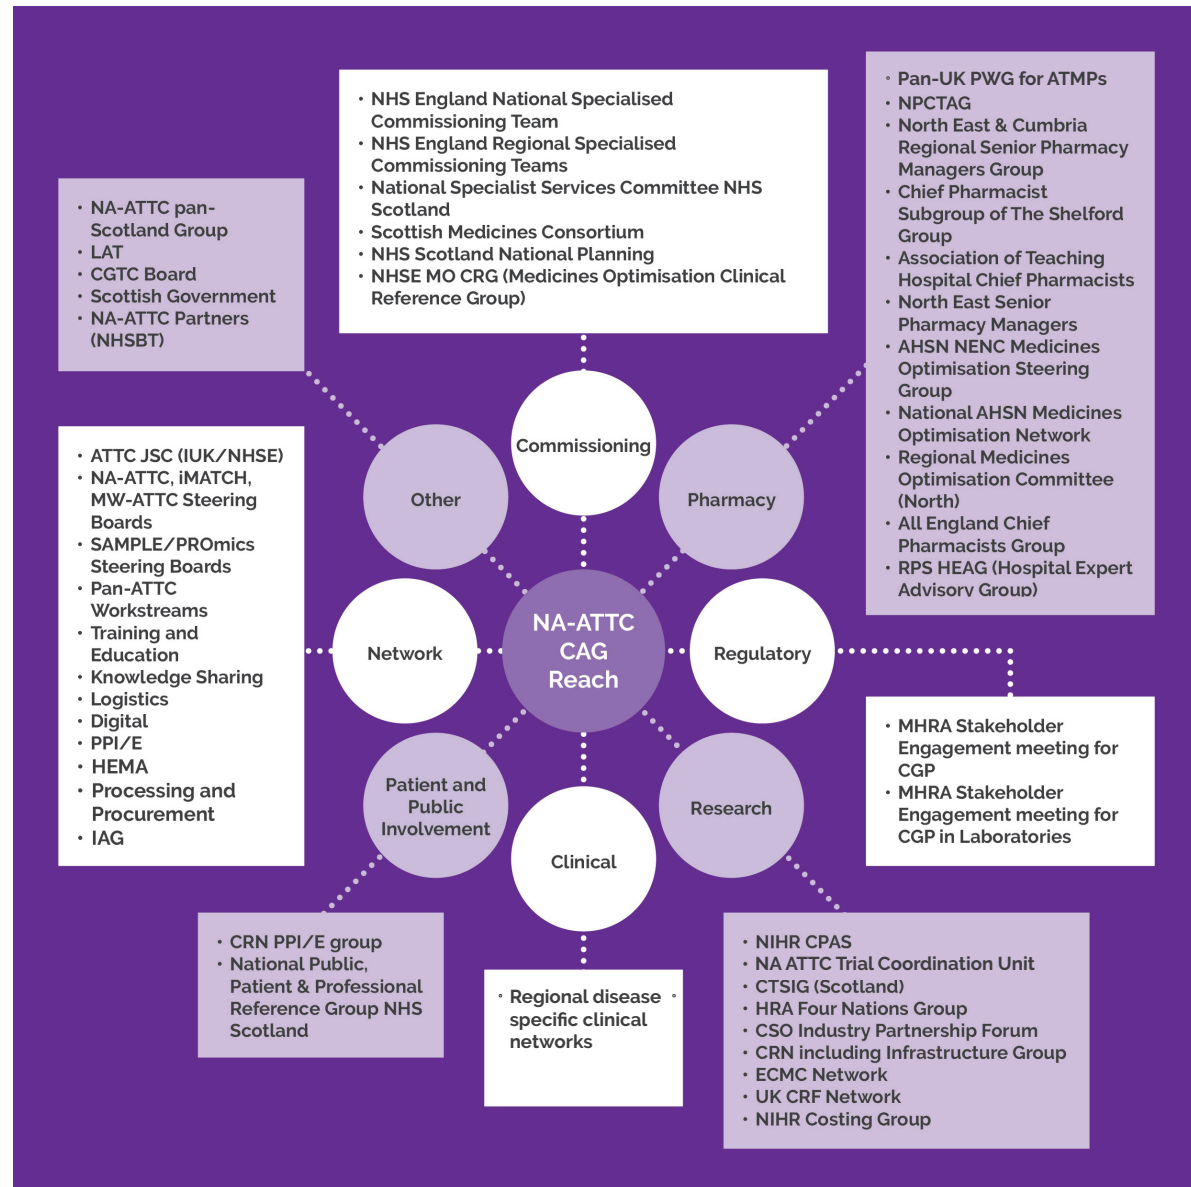 • NHS England National Specialised
Commissioning Team
• NHS England Regional Specialised
Commissioning Teams
• National Specialist Services Committee NHS
Scotland
• Scottish Medicines Consortium
• NHS Scotland National Planning
• NHSE MO CRG (Medicines Optimisation Clinical
Reference Group)
• Pan-UK PWG for ATMPs
• NPCTAG
• North East & Cumbria
Regional Senior Pharmacy
Managers Group
• Chief Pharmacist
Subgroup of The Shelford
Group
• Association of Teaching
Hospital Chief Pharmacists
• North East Senior
Pharmacy Managers
• AHSN NENC Medicines
Optimisation Steering
Group
• National AHSN Medicines
Optimisation Network
• Regional Medicines
Optimisation Committee
(North)
• All England Chief
Pharmacists Group
• RPS HEAG (Hospital Expert
Advisory Group)
• NA-ATTC pan-
Scotland Group
• LAT
• CGTC Board
• Scottish Government
• NA-ATTC Partners
(NHSBT)
• ATTC JSC (IUK/NHSE)
• NA-ATTC, iMATCH,
MW-ATTC Steering
Boards
• SAMPLE/PROmics
Steering Boards
• Pan-ATTC
Workstreams
• Training and
Education
• Knowledge Sharing
• Logistics
• Digital
• PPI/E
• HEMA
• Processing and
Procurement
• IAG
Commissioning
Other
Pharmacy
Network
NA-ATTC
CAG
Reach
Regulatory
Patient and
Public
Involvement
Research
Clinical
• MHRA Stakeholder
Engagement meeting for
CGP
• MHRA Stakeholder
Engagement meeting for
CGP in Laboratories
• CRN PPI/E group
• National Public,
Patient & Professional
Reference Group NHS
Scotland
• Regional disease
specific clinical
networks
• NIHR CPAS
• NA ATTC Trial Coordination Unit
• CTSIG (Scotland)
• HRA Four Nations Group
• CSO Industry Partnership Forum
• CRN including Infrastructure Group
• ECMC Network
• UK CRF Network
• NIHR Costing Group